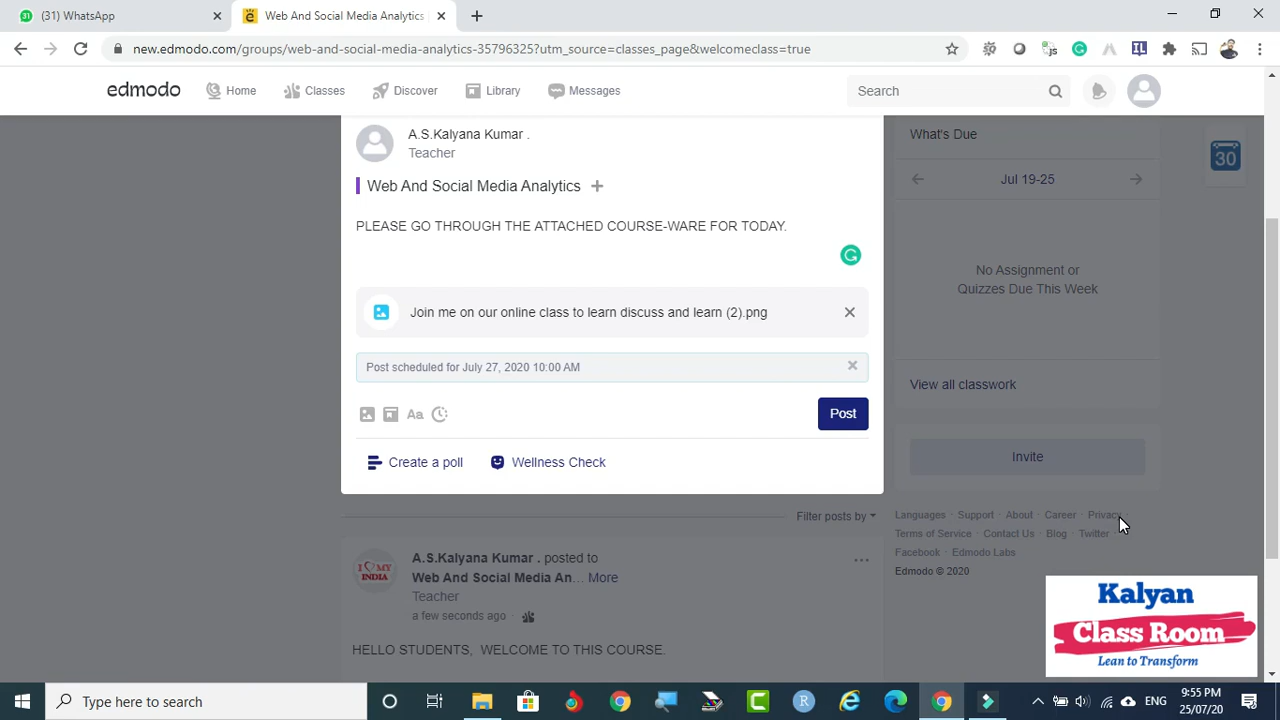 (31) WhatsApp
Web And Social Media Analytics
new.edmodo.com/groups/web-and-social-media-analytics-35796325?utm_source=classes_page&welcomeclass=true
edmodo
Home
Classes
Discover
Library
Messages
Search
A.S.Kalyana Kumar .
Teacher
Web And Social Media Analytics
PLEASE GO THROUGH THE ATTACHED COURSE-WARE FOR TODAY.
Join me on our online class to learn discuss and learn (2).png
Post scheduled for July 27, 2020 10:00 AM
Aa
Post
Create a poll
Wellness Check
What's Due
Jul 19-25
30
No Assignment or
Quizzes Due This Week
View all classwork
Invite
Languages · Support · About · Career · Privacy ·
Terms of Service · Contact Us · Blog · Twitter ·
Facebook · Edmodo Labs
Edmodo © 2020
Filter posts by
I ♥ MY
INDIA
A.S.Kalyana Kumar . posted to
Web And Social Media An... More
Teacher
a few seconds ago ·
HELLO STUDENTS, WELCOME TO THIS COURSE.
Kalyan
Class Room
Lean to Transform
Type here to search
ENG
9:55 PM
25/07/20